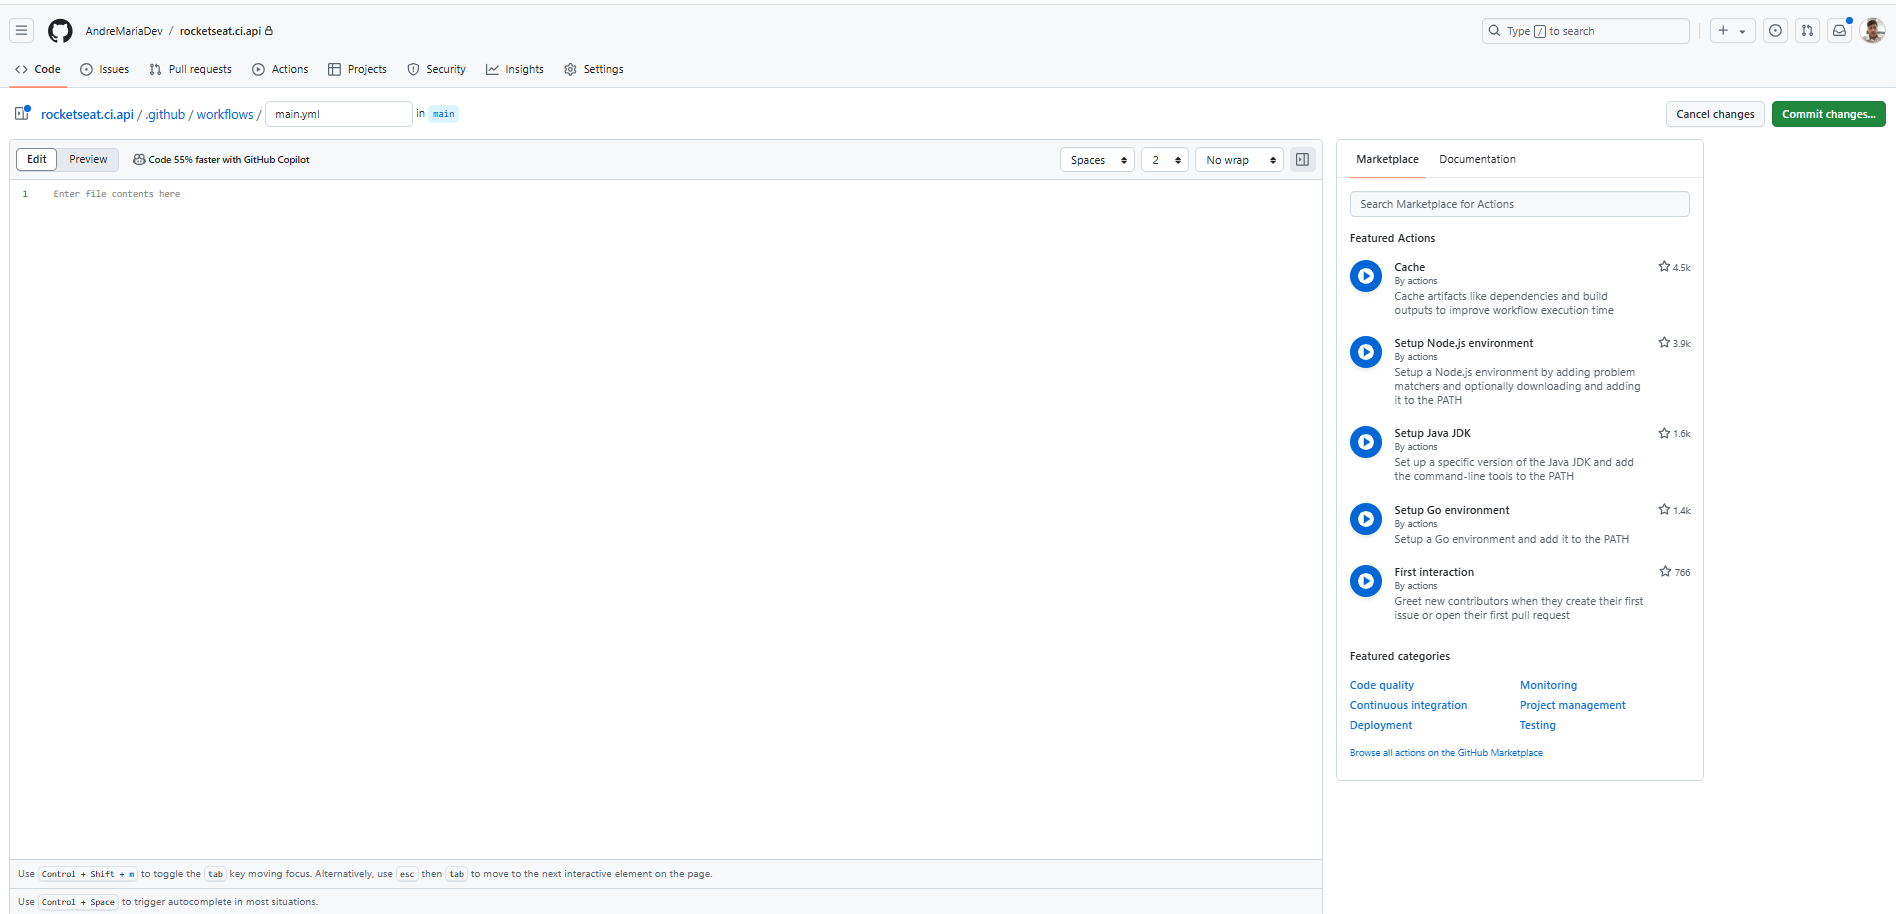 AndreMariaDev / rocketseat.ci.api
Type / to search
Code Issues Pull requests Actions Projects Security Insights Settings
rocketseat.ci.api / .github / workflows / main.yml in main
Cancel changes Commit changes...
Edit Preview Code 55% faster with GitHub Copilot
Spaces 2 No wrap
1 Enter file contents here
Use Control + Shift + m to toggle the tab key moving focus. Alternatively, use esc then tab to move to the next interactive element on the page.
Use Control + Space to trigger autocomplete in most situations.
Marketplace Documentation
Search Marketplace for Actions
Featured Actions
Cache 4.5k
By actions
Cache artifacts like dependencies and build
outputs to improve workflow execution time
Setup Node.js environment 3.9k
By actions
Setup a Node.js environment by adding problem
matchers and optionally downloading and adding
it to the PATH
Setup Java JDK 1.6k
By actions
Set up a specific version of the Java JDK and add
the command-line tools to the PATH
Setup Go environment 1.4k
By actions
Setup a Go environment and add it to the PATH
First interaction 766
By actions
Greet new contributors when they create their first
issue or open their first pull request
Featured categories
Code quality Monitoring
Continuous integration Project management
Deployment Testing
Browse all actions on the GitHub Marketplace